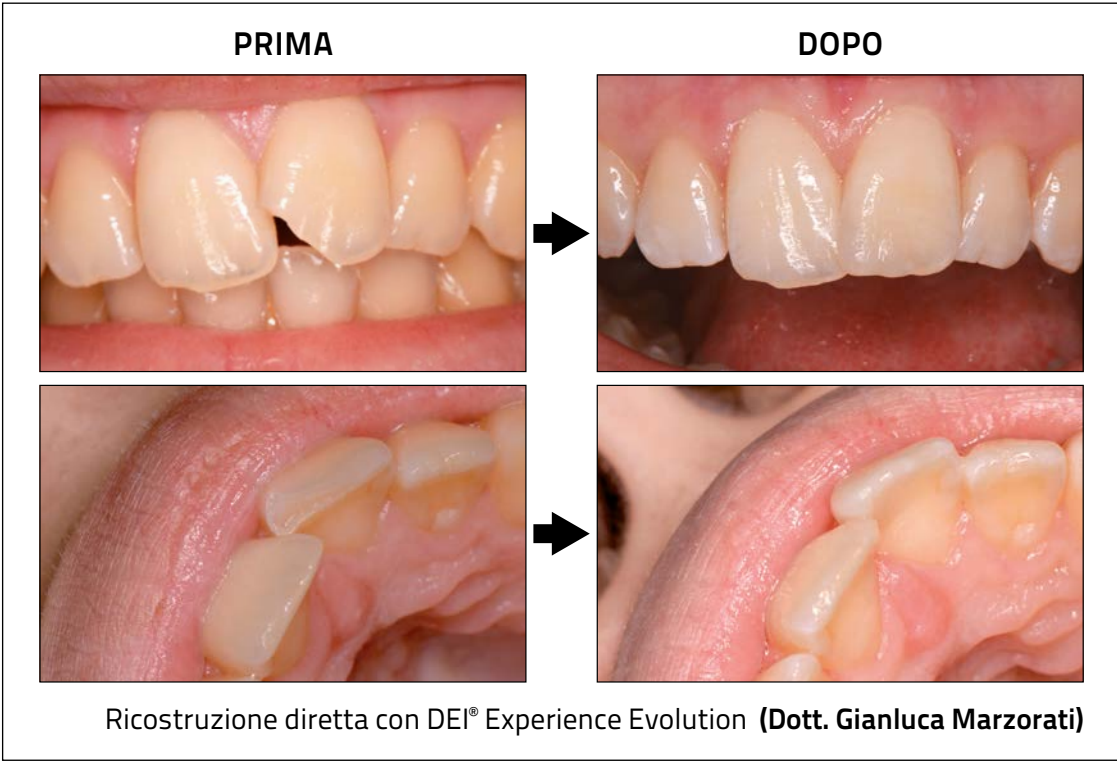 PRIMA
DOPO
Ricostruzione diretta con DEI® Experience Evolution (Dott. Gianluca Marzorati)